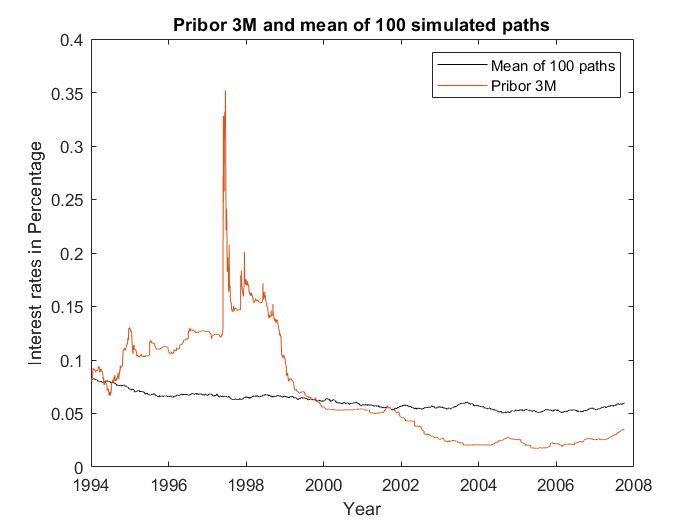 Pribor 3M and mean of 100 simulated paths
0.4
0.35
0.3
0.25
0.2
0.15
0.1
0.05
0
Interest rates in Percentage
Mean of 100 paths
Pribor 3M
1994 1996 1998 2000 2002 2004 2006 2008
Year